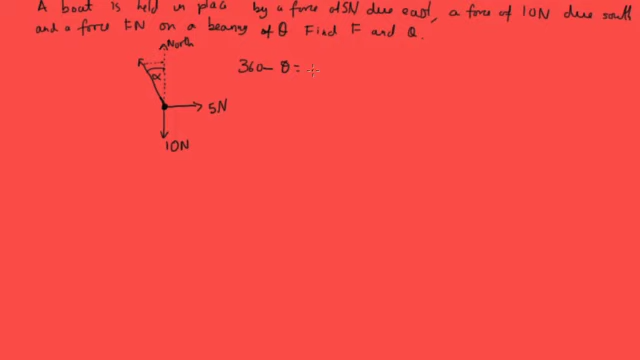 A boat is held in plac by a force of 5N due east, a force of 10N due south
and a force FN on a bearing of θ Find F and θ.
North
360 - θ =
α
5N
10N